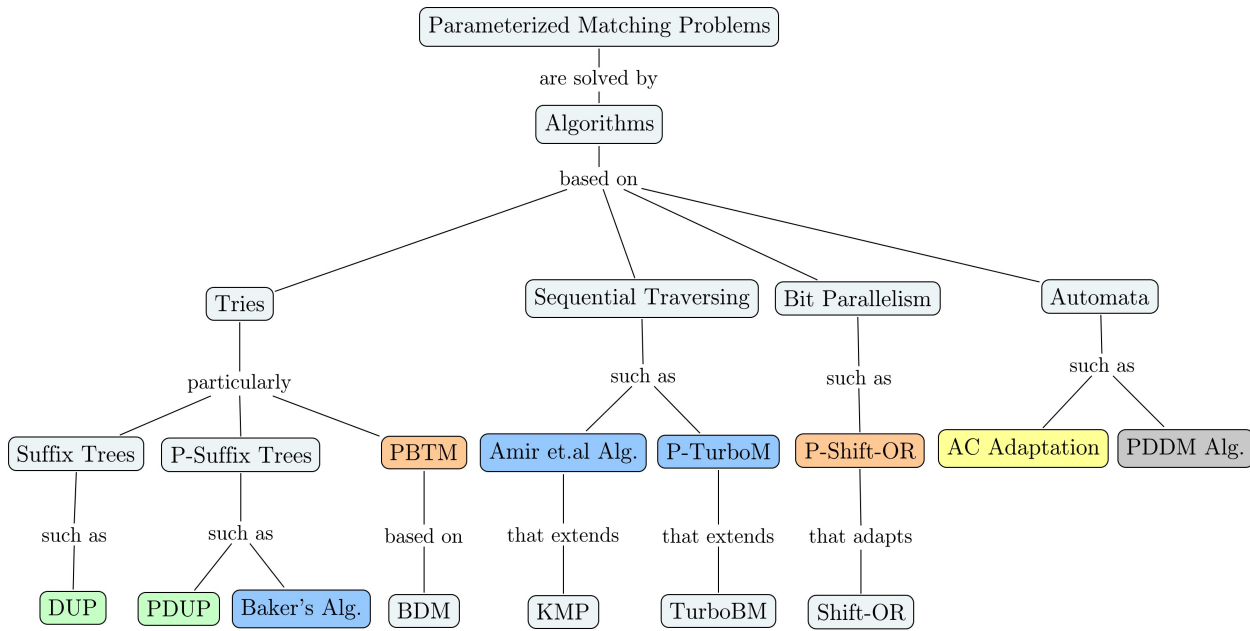 Parameterized Matching Problems
are solved by
Algorithms
based on
Tries
Sequential Traversing
Bit Parallelism
Automata
particularly
such as
such as
such as
Suffix Trees
P-Suffix Trees
PBTM
Amir et.al Alg.
P-TurboM
P-Shift-OR
AC Adaptation
PDDM Alg.
such as
such as
based on
that extends
that extends
that adapts
DUP
PDUP
Baker's Alg.
BDM
KMP
TurboBM
Shift-OR